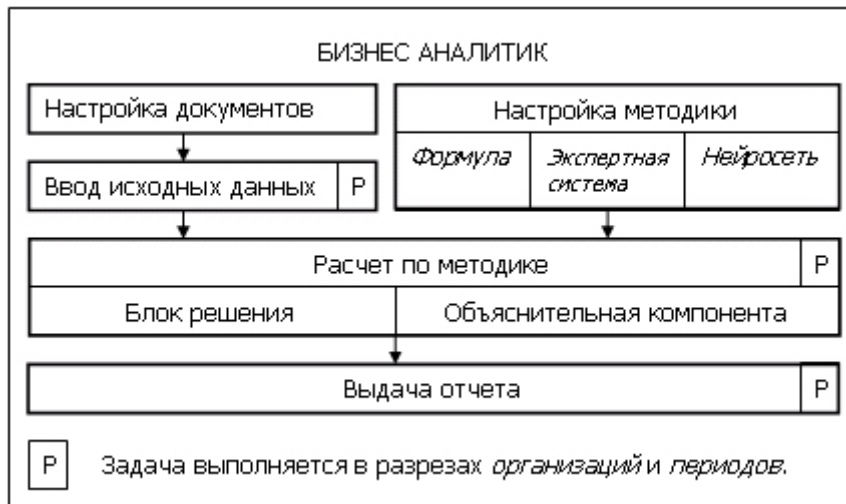 БИЗНЕС АНАЛИТИК
Настройка документов
Настройка методики
Формула
Экспертная
система
Нейросеть
Ввод исходных данных
Р
Расчет по методике
Р
Блок решения
Объяснительная компонента
Выдача отчета
Р
Р
Задача выполняется в разрезах организаций и периодов.